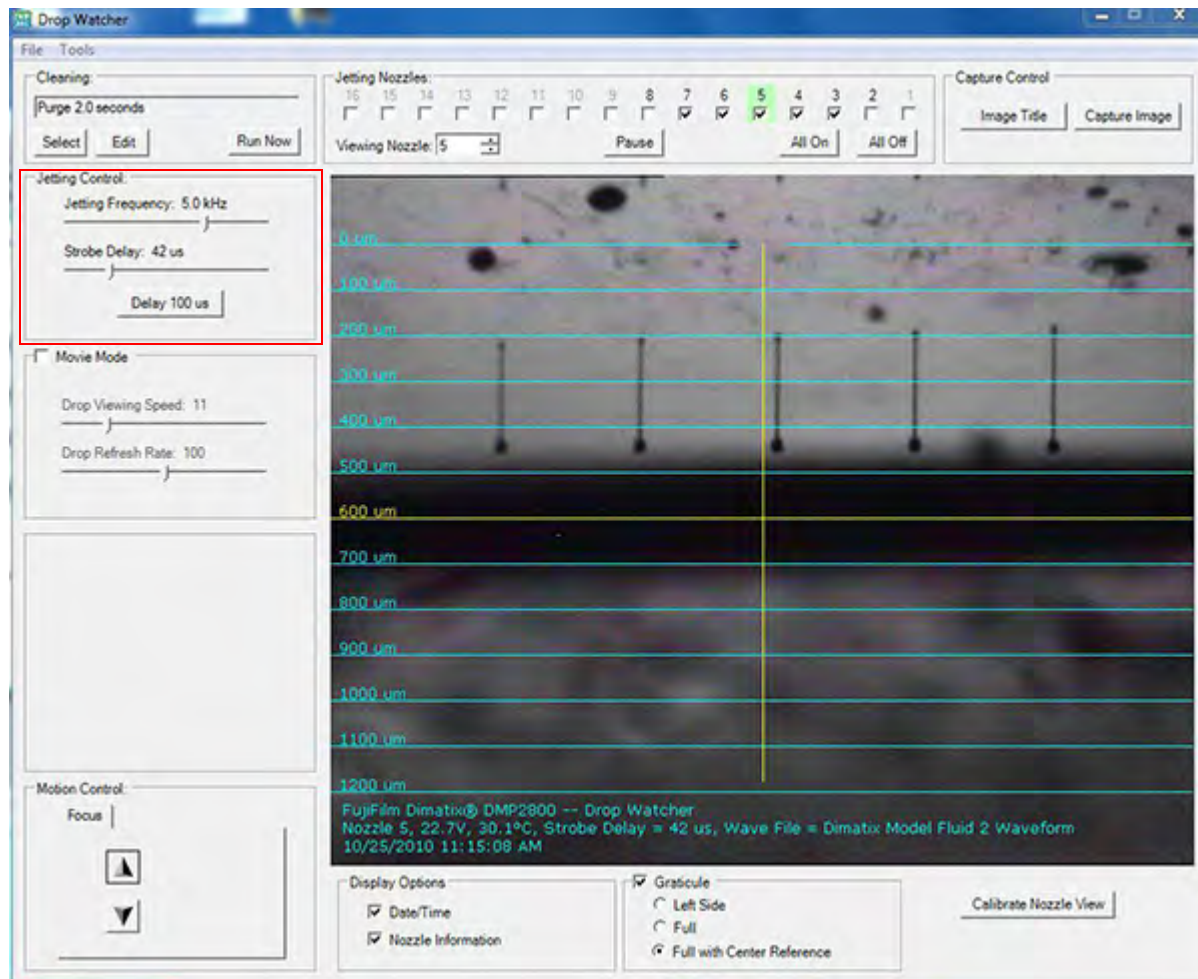 Drop Watcher
File Tools
Cleaning:
Purge 2.0 seconds
Select Edit Run Now
Jetting Nozzles:
16 15 14 13 12 11 10 9 8 7 6 5 4 3 2 1
Viewing Nozzle: 5 Pause All On All Off
Capture Control
Image Title Capture Image
Jetting Control:
Jetting Frequency: 5.0 kHz
Strobe Delay: 42 us
Delay 100 us
Movie Mode
Drop Viewing Speed: 11
Drop Refresh Rate: 100
0 um
100 um
200 um
300 um
400 um
500 um
600 um
700 um
800 um
900 um
1000 um
1100 um
1200 um
FujiFilm Dimatix® DMP2800 -- Drop Watcher
Nozzle 5, 22.7V, 30.1ºC, Strobe Delay = 42 us, Wave File = Dimatix Model Fluid 2 Waveform
10/25/2010 11:15:08 AM
Motion Control:
Focus
Display Options
Date/Time
Nozzle Information
Graticule
Left Side
Full
Full with Center Reference
Calibrate Nozzle View